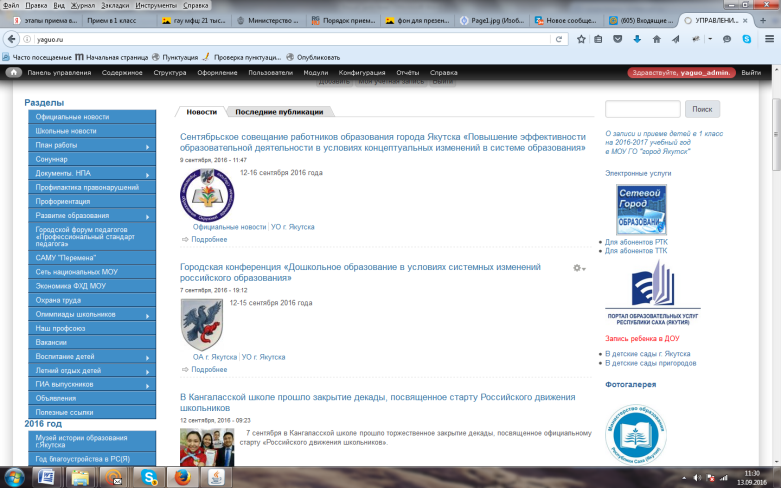 Файл Правка Вид Журнал Закладки Инструменты Справка
этапы приема в... Прием в 1 класс гау мфц: 21 тыс... Министерство ... Порядок прием... фон для презен... Page1.jpg (Изоб... Новое сообще... (605) Входящие ... УПРАВЛЕНИ...
yaguo.ru Поиск
Часто посещаемые Начальная страница Пунктуация Проверка пунктуаци... Опубликовать
Панель управления Содержимое Структура Оформление Пользователи Модули Конфигурация Отчёты Справка Здравствуйте, yaguo_admin. Выйти
Разделы
Официальные новости
Школьные новости
План работы
Сонуннар
Документы. НПА
Профилактика правонарушений
Профориентация
Развитие образования
Городской форум педагогов
«Профессиональный стандарт
педагога»
САМУ "Перемена"
Сеть национальных МОУ
Экономика ФХД МОУ
Охрана труда
Олимпиады школьников
Наш профсоюз
Вакансии
Воспитание детей
Летний отдых детей
ГИА выпускников
Объявления
Полезные ссылки
2016 год
Музей истории образования
г.Якутска
Год благоустройства в РС(Я)
Новости Последние публикации
Сентябрьское совещание работников образования города Якутска «Повышение эффективности
образовательной деятельности в условиях концептуальных изменений в системе образования»
9 сентября, 2016 - 11:47
12-16 сентября 2016 года
Официальные новости УО г. Якутска
Подробнее
Городская конференция «Дошкольное образование в условиях системных изменений
российского образования»
7 сентября, 2016 - 19:12
12-15 сентября 2016 года
ОА г. Якутска УО г. Якутска
Подробнее
В Кангаласской школе прошло закрытие декады, посвященное старту Российского движения
школьников
12 сентября, 2016 - 09:23
7 сентября в Кангаласской школе прошло торжественное закрытие декады, посвященное официальному
старту «Российского движения школьников».
Поиск
О записи и приеме детей в 1 класс
на 2016-2017 учебный год
в МОУ ГО "город Якутск"
Электронные услуги
Сетевой
Город
ОБРАЗОВАНИЕ
Для абонентов РТК
Для абонентов ТТК
ПОРТАЛ ОБРАЗОВАТЕЛЬНЫХ УСЛУГ
РЕСПУБЛИКИ САХА (ЯКУТИЯ)
Запись ребенка в ДОУ
В детские сады г. Якутска
В детские сады пригородов
Фотогалерея
Министерство образования
Республики Саха (Якутия)
11:30
13.09.2016